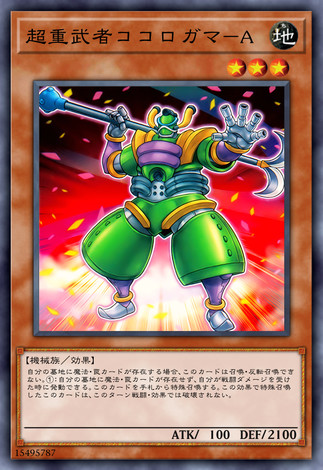 超重武者ココロガマ－A
地
【機械族／効果】
自分の墓地に魔法・罠カードが存在する場合、このカードは召喚・反転召喚でき
ない。①：自分の墓地に魔法・罠カードが存在せず、自分が戦闘ダメージを受け
た時に発動できる。このカードを手札から特殊召喚する。この効果で特殊召喚
したこのカードは、このターン戦闘・効果では破壊されない。
ATK/ 100 DEF/2100
15495787